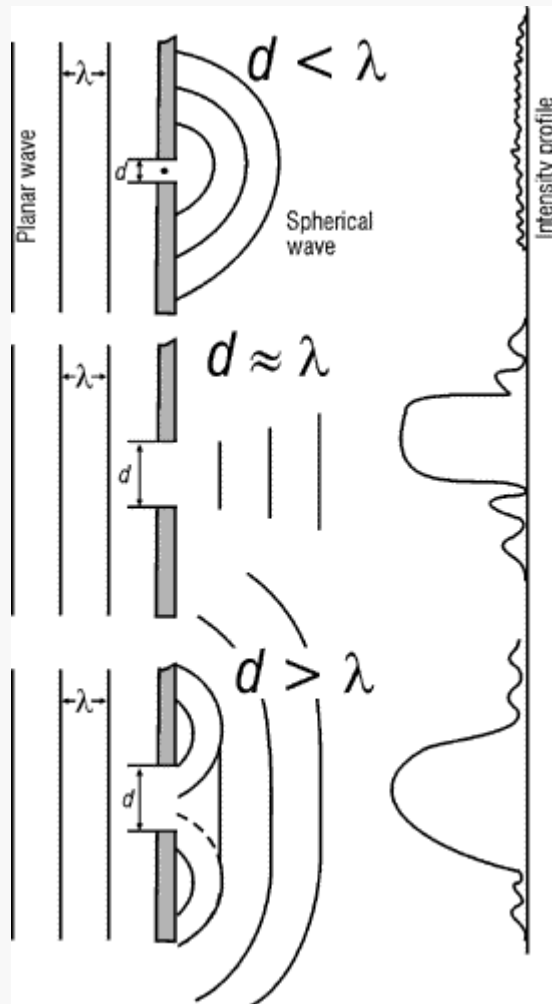 Planar wave
λ
d
d < λ
Spherical
wave
Intensity profile
λ
d
d ≈ λ
λ
d
d > λ